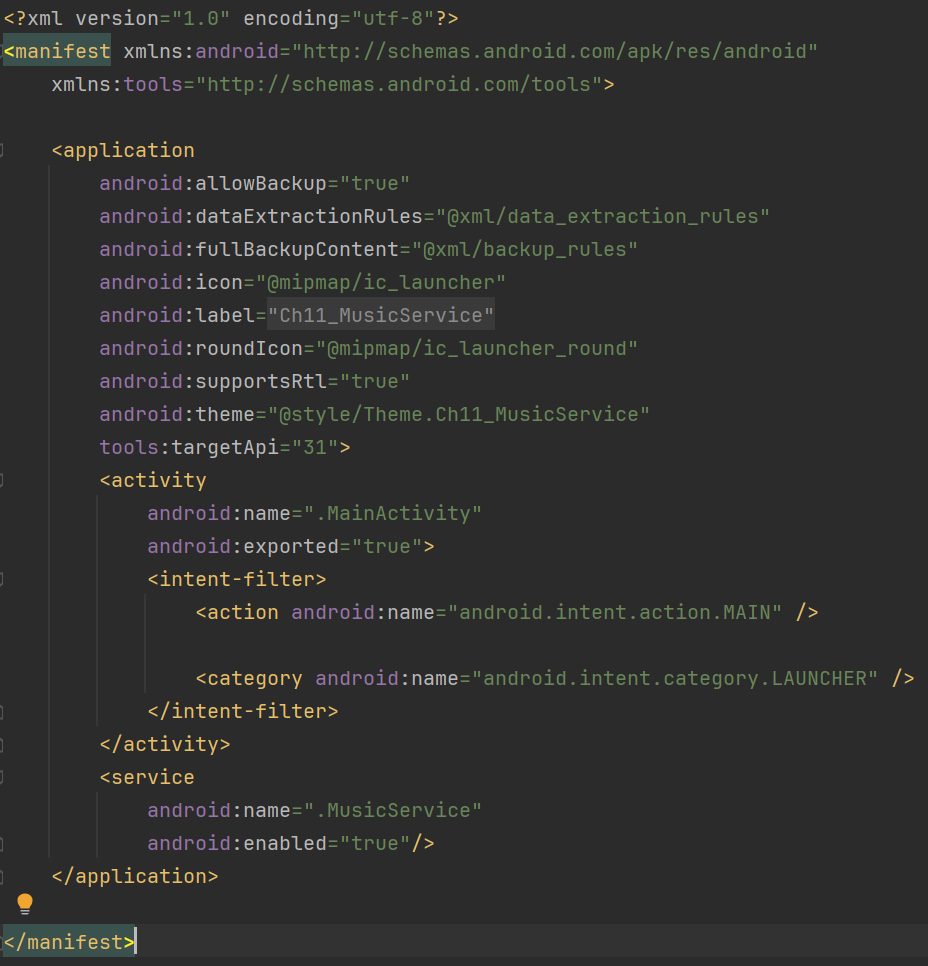 <?xml version="1.0" encoding="utf-8"?>
<manifest xmlns:android="http://schemas.android.com/apk/res/android"
    xmlns:tools="http://schemas.android.com/tools">

    <application
        android:allowBackup="true"
        android:dataExtractionRules="@xml/data_extraction_rules"
        android:fullBackupContent="@xml/backup_rules"
        android:icon="@mipmap/ic_launcher"
        android:label="Ch11_MusicService"
        android:roundIcon="@mipmap/ic_launcher_round"
        android:supportsRtl="true"
        android:theme="@style/Theme.Ch11_MusicService"
        tools:targetApi="31">
        <activity
            android:name=".MainActivity"
            android:exported="true">
            <intent-filter>
                <action android:name="android.intent.action.MAIN" />

                <category android:name="android.intent.category.LAUNCHER" />
            </intent-filter>
        </activity>
        <service
            android:name=".MusicService"
            android:enabled="true"/>
    </application>

</manifest>